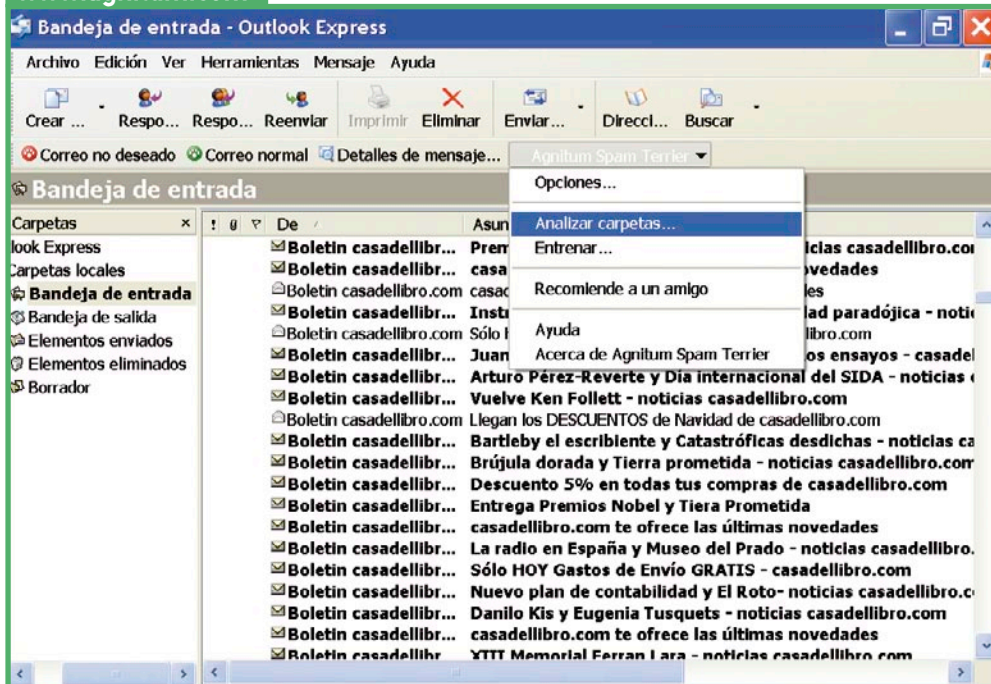 Bandeja de entrada - Outlook Express
Archivo Edición Ver Herramientas Mensaje Ayuda
Crear ... Respo... Respo... Reenviar Imprimir Eliminar Enviar... Direcci... Buscar
Correo no deseado Correo normal Detalles de mensaje... Agnitum Spam Terrier
Bandeja de entrada
Opciones...
Analizar carpetas...
Entrenar...
Recomiende a un amigo
Ayuda
Acerca de Agnitum Spam Terrier
Carpetas
look Express
Carpetas locales
Bandeja de entrada
Bandeja de salida
Elementos enviados
Elementos eliminados
Borrador
De Asun
Boletin casadellibr... Prem icias casadellibro.co
Boletin casadellibr... casa ovedades
Boletin casadellibro.com casac es
Boletin casadellibr... Instr dad paradójica - noti
Boletin casadellibro.com Sólo libro.com
Boletin casadellibr... Juan os ensayos - casadel
Boletin casadellibr... Arturo Pérez-Reverte y Dia internacional del SIDA - noticias
Boletin casadellibr... Vuelve Ken Follett - noticias casadellibro.com
Boletin casadellibro.com Llegan los DESCUENTOS de Navidad de casadellibro.com
Boletin casadellibr... Bartleby el escribiente y Catastróficas desdichas - noticias ca
Boletin casadellibr... Brújula dorada y Tierra prometida - noticias casadellibro.com
Boletin casadellibr... Descuento 5% en todas tus compras de casadellibro.com
Boletin casadellibr... Entrega Premios Nobel y Tiera Prometida
Boletin casadellibr... casadellibro.com te ofrece las últimas novedades
Boletin casadellibr... La radio en España y Museo del Prado - noticias casadellibro.
Boletin casadellibr... Sólo HOY Gastos de Envío GRATIS - casadellibro.com
Boletin casadellibr... Nuevo plan de contabilidad y El Roto- noticias casadellibro.c
Boletin casadellibr... Danilo Kis y Eugenia Tusquets - noticias casadellibro.com
Boletin casadellibr... casadellibro.com te ofrece las últimas novedades
Boletin casadellibr XIII Memorial Ferran Lara - noticias casadellibro com